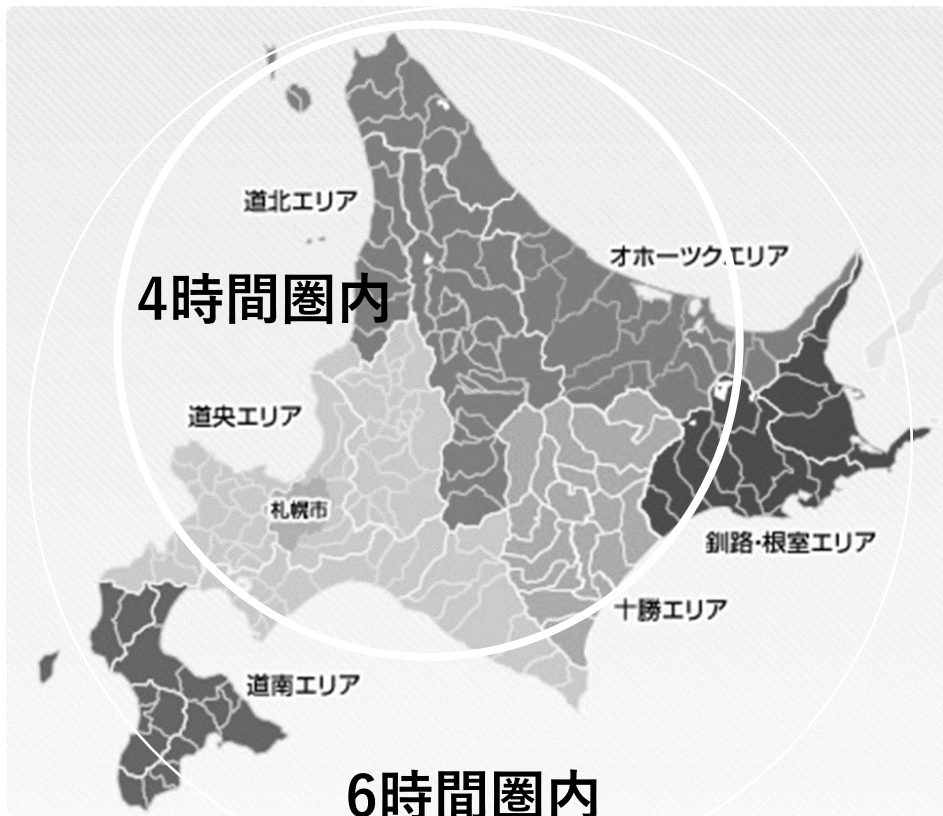 道北エリア
オホーツクエリア
4時間圏内
道央エリア
札幌市
釧路・根室エリア
十勝エリア
道南エリア
6時間圏内